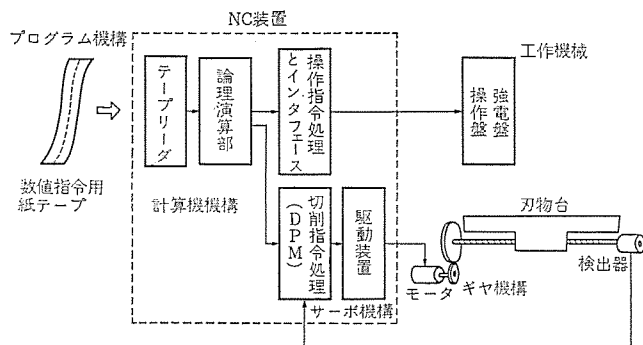 NC装置
プログラム機構
数値指令用
紙テープ
テープリーダ
論理演算部
計算機機構
操作指令処理
とインタフェース
切削指令処理
(DPM)
駆動装置
サーボ機構
工作機械
強電盤
操作盤
刃物台
検出器
モータ
ギヤ機構